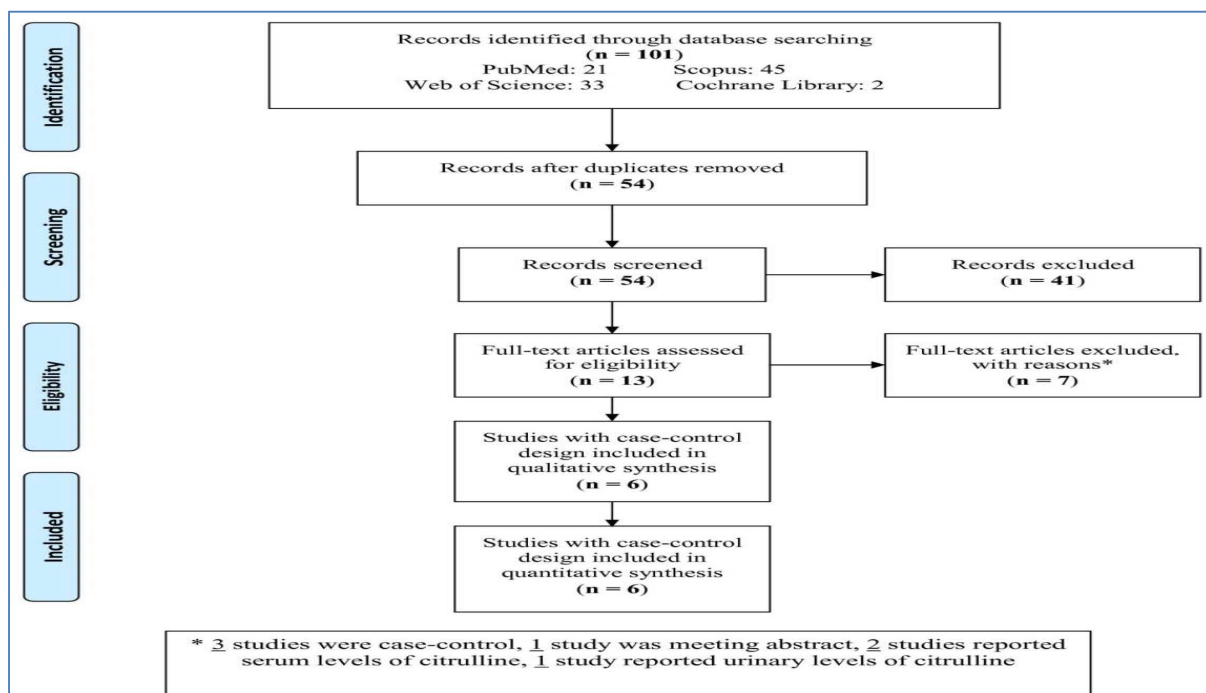 Identification
Records identified through database searching
(n = 101)
PubMed: 21 Scopus: 45
Web of Science: 33 Cochrane Library: 2
Records after duplicates removed
(n = 54)
Screening
Records screened
(n = 54)
Records excluded
(n = 41)
Eligibility
Full-text articles assessed
for eligibility
(n = 13)
Full-text articles excluded,
with reasons*
(n = 7)
Studies with case-control
design included in
qualitative synthesis
(n = 6)
Included
Studies with case-control
design included in
quantitative synthesis
(n = 6)
* 3 studies were case-control, 1 study was meeting abstract, 2 studies reported
serum levels of citrulline, 1 study reported urinary levels of citrulline